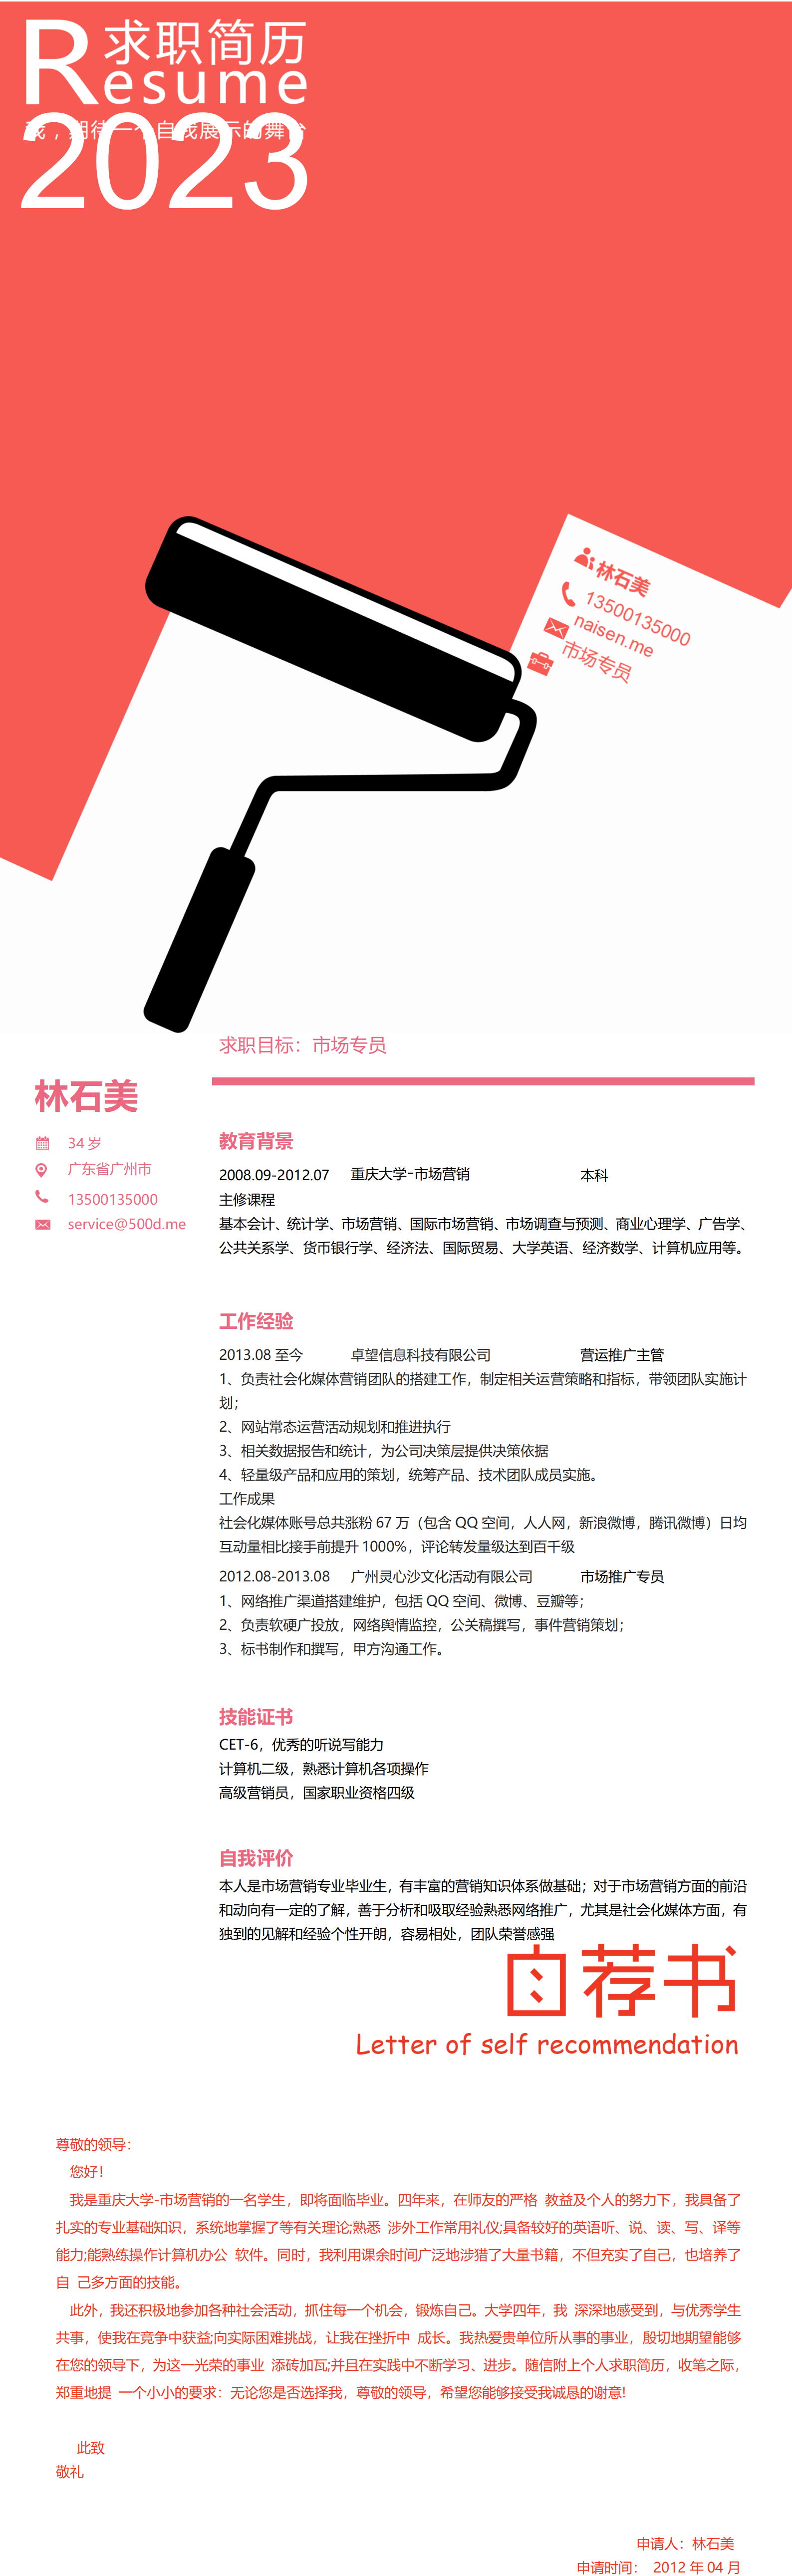 求职简历
Resume
我，期待一个自我展示的舞台
2023
林石美
13500135000
naisen.me
市场专员
求职目标：市场专员
林石美
34 岁
广东省广州市
13500135000
service@500d.me
教育背景
2008.09-2012.07 重庆大学-市场营销 本科
主修课程
基本会计、统计学、市场营销、国际市场营销、市场调查与预测、商业心理学、广告学、
公共关系学、货币银行学、经济法、国际贸易、大学英语、经济数学、计算机应用等。
工作经验
2013.08 至今 卓望信息科技有限公司 营运推广主管
1、负责社会化媒体营销团队的搭建工作，制定相关运营策略和指标，带领团队实施计
划；
2、网站常态运营活动规划和推进执行
3、相关数据报告和统计，为公司决策层提供决策依据
4、轻量级产品和应用的策划，统筹产品、技术团队成员实施。
工作成果
社会化媒体账号总共涨粉 67 万（包含 QQ 空间，人人网，新浪微博，腾讯微博）日均
互动量相比接手前提升 1000%，评论转发量级达到百千级
2012.08-2013.08 广州灵心沙文化活动有限公司 市场推广专员
1、网络推广渠道搭建维护，包括 QQ 空间、微博、豆瓣等；
2、负责软硬广投放，网络舆情监控，公关稿撰写，事件营销策划；
3、标书制作和撰写，甲方沟通工作。
技能证书
CET-6，优秀的听说写能力
计算机二级，熟悉计算机各项操作
高级营销员，国家职业资格四级
自我评价
本人是市场营销专业毕业生，有丰富的营销知识体系做基础；对于市场营销方面的前沿
和动向有一定的了解，善于分析和吸取经验熟悉网络推广，尤其是社会化媒体方面，有
独到的见解和经验个性开朗，容易相处，团队荣誉感强
自荐书
Letter of self recommendation
尊敬的领导：
您好！
我是重庆大学-市场营销的一名学生，即将面临毕业。四年来，在师友的严格 教益及个人的努力下，我具备了
扎实的专业基础知识，系统地掌握了等有关理论;熟悉 涉外工作常用礼仪;具备较好的英语听、说、读、写、译等
能力;能熟练操作计算机办公 软件。同时，我利用课余时间广泛地涉猎了大量书籍，不但充实了自己，也培养了
自 己多方面的技能。
此外，我还积极地参加各种社会活动，抓住每一个机会，锻炼自己。大学四年，我 深深地感受到，与优秀学生
共事，使我在竞争中获益;向实际困难挑战，让我在挫折中 成长。我热爱贵单位所从事的事业，殷切地期望能够
在您的领导下，为这一光荣的事业 添砖加瓦;并且在实践中不断学习、进步。随信附上个人求职简历，收笔之际，
郑重地提 一个小小的要求：无论您是否选择我，尊敬的领导，希望您能够接受我诚恳的谢意!
此致
敬礼
申请人：林石美
申请时间： 2012 年 04 月